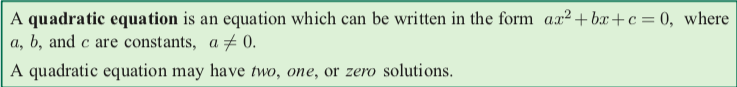 A quadratic equation is an equation which can be written in the form ax² + bx + c = 0, where
a, b, and c are constants, a ≠ 0.
A quadratic equation may have two, one, or zero solutions.